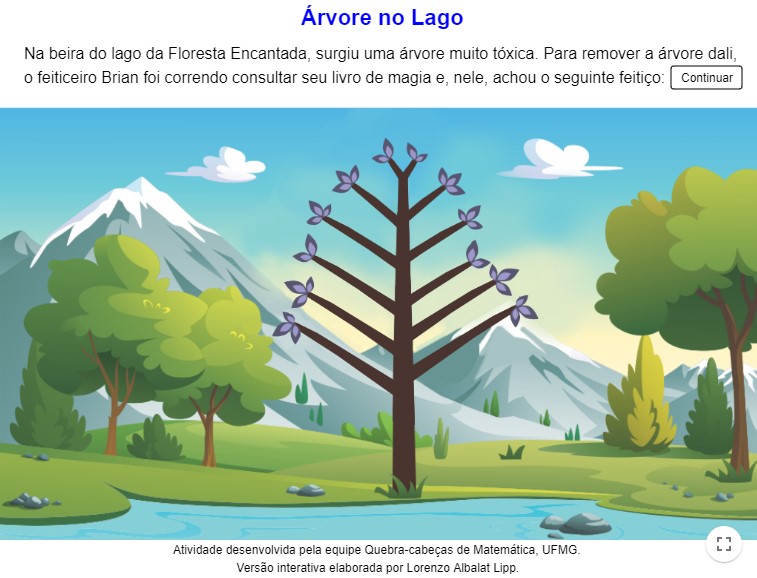 Árvore no Lago
Na beira do lago da Floresta Encantada, surgiu uma árvore muito tóxica. Para remover a árvore dali,
o feiticeiro Brian foi correndo consultar seu livro de magia e, nele, achou o seguinte feitiço: Continuar
Atividade desenvolvida pela equipe Quebra-cabeças de Matemática, UFMG.
Versão interativa elaborada por Lorenzo Albalat Lipp.